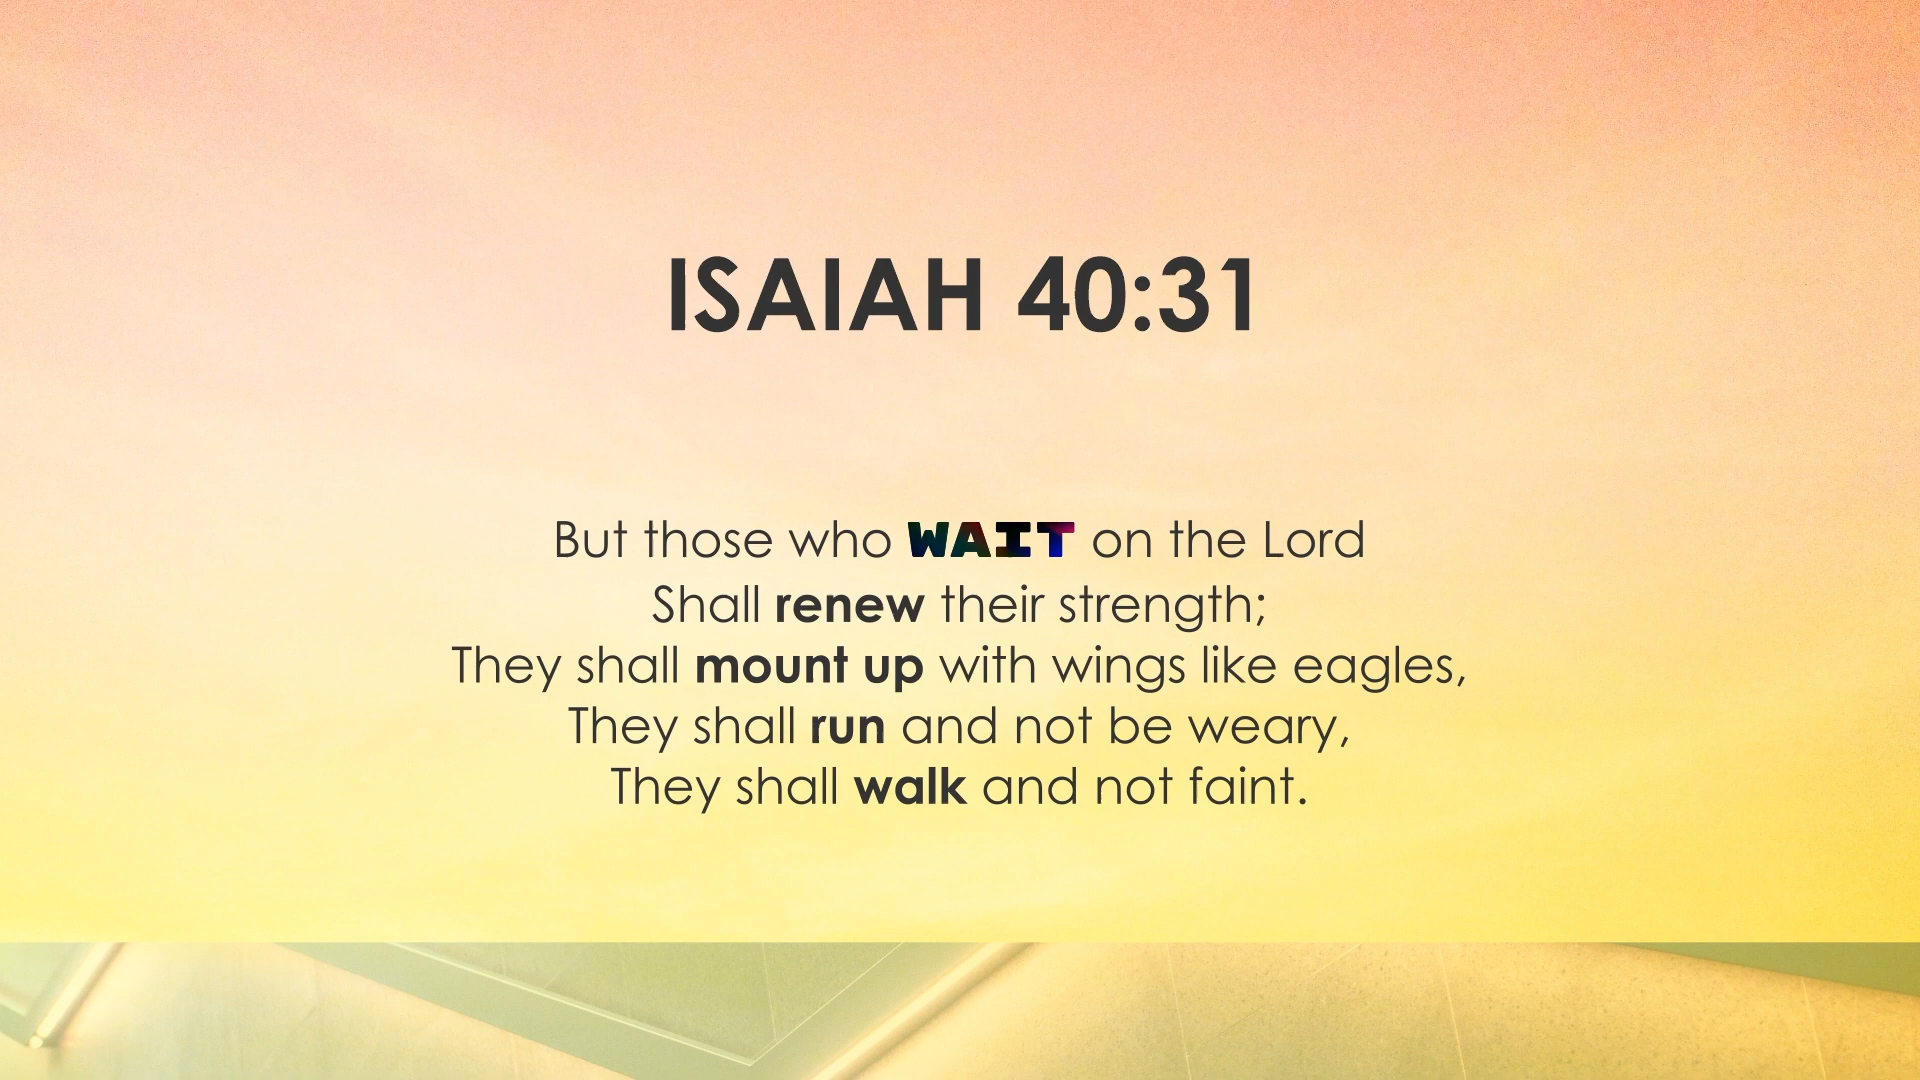 ISAIAH 40:31
But those who WAIT on the Lord
Shall renew their strength;
They shall mount up with wings like eagles,
They shall run and not be weary,
They shall walk and not faint.